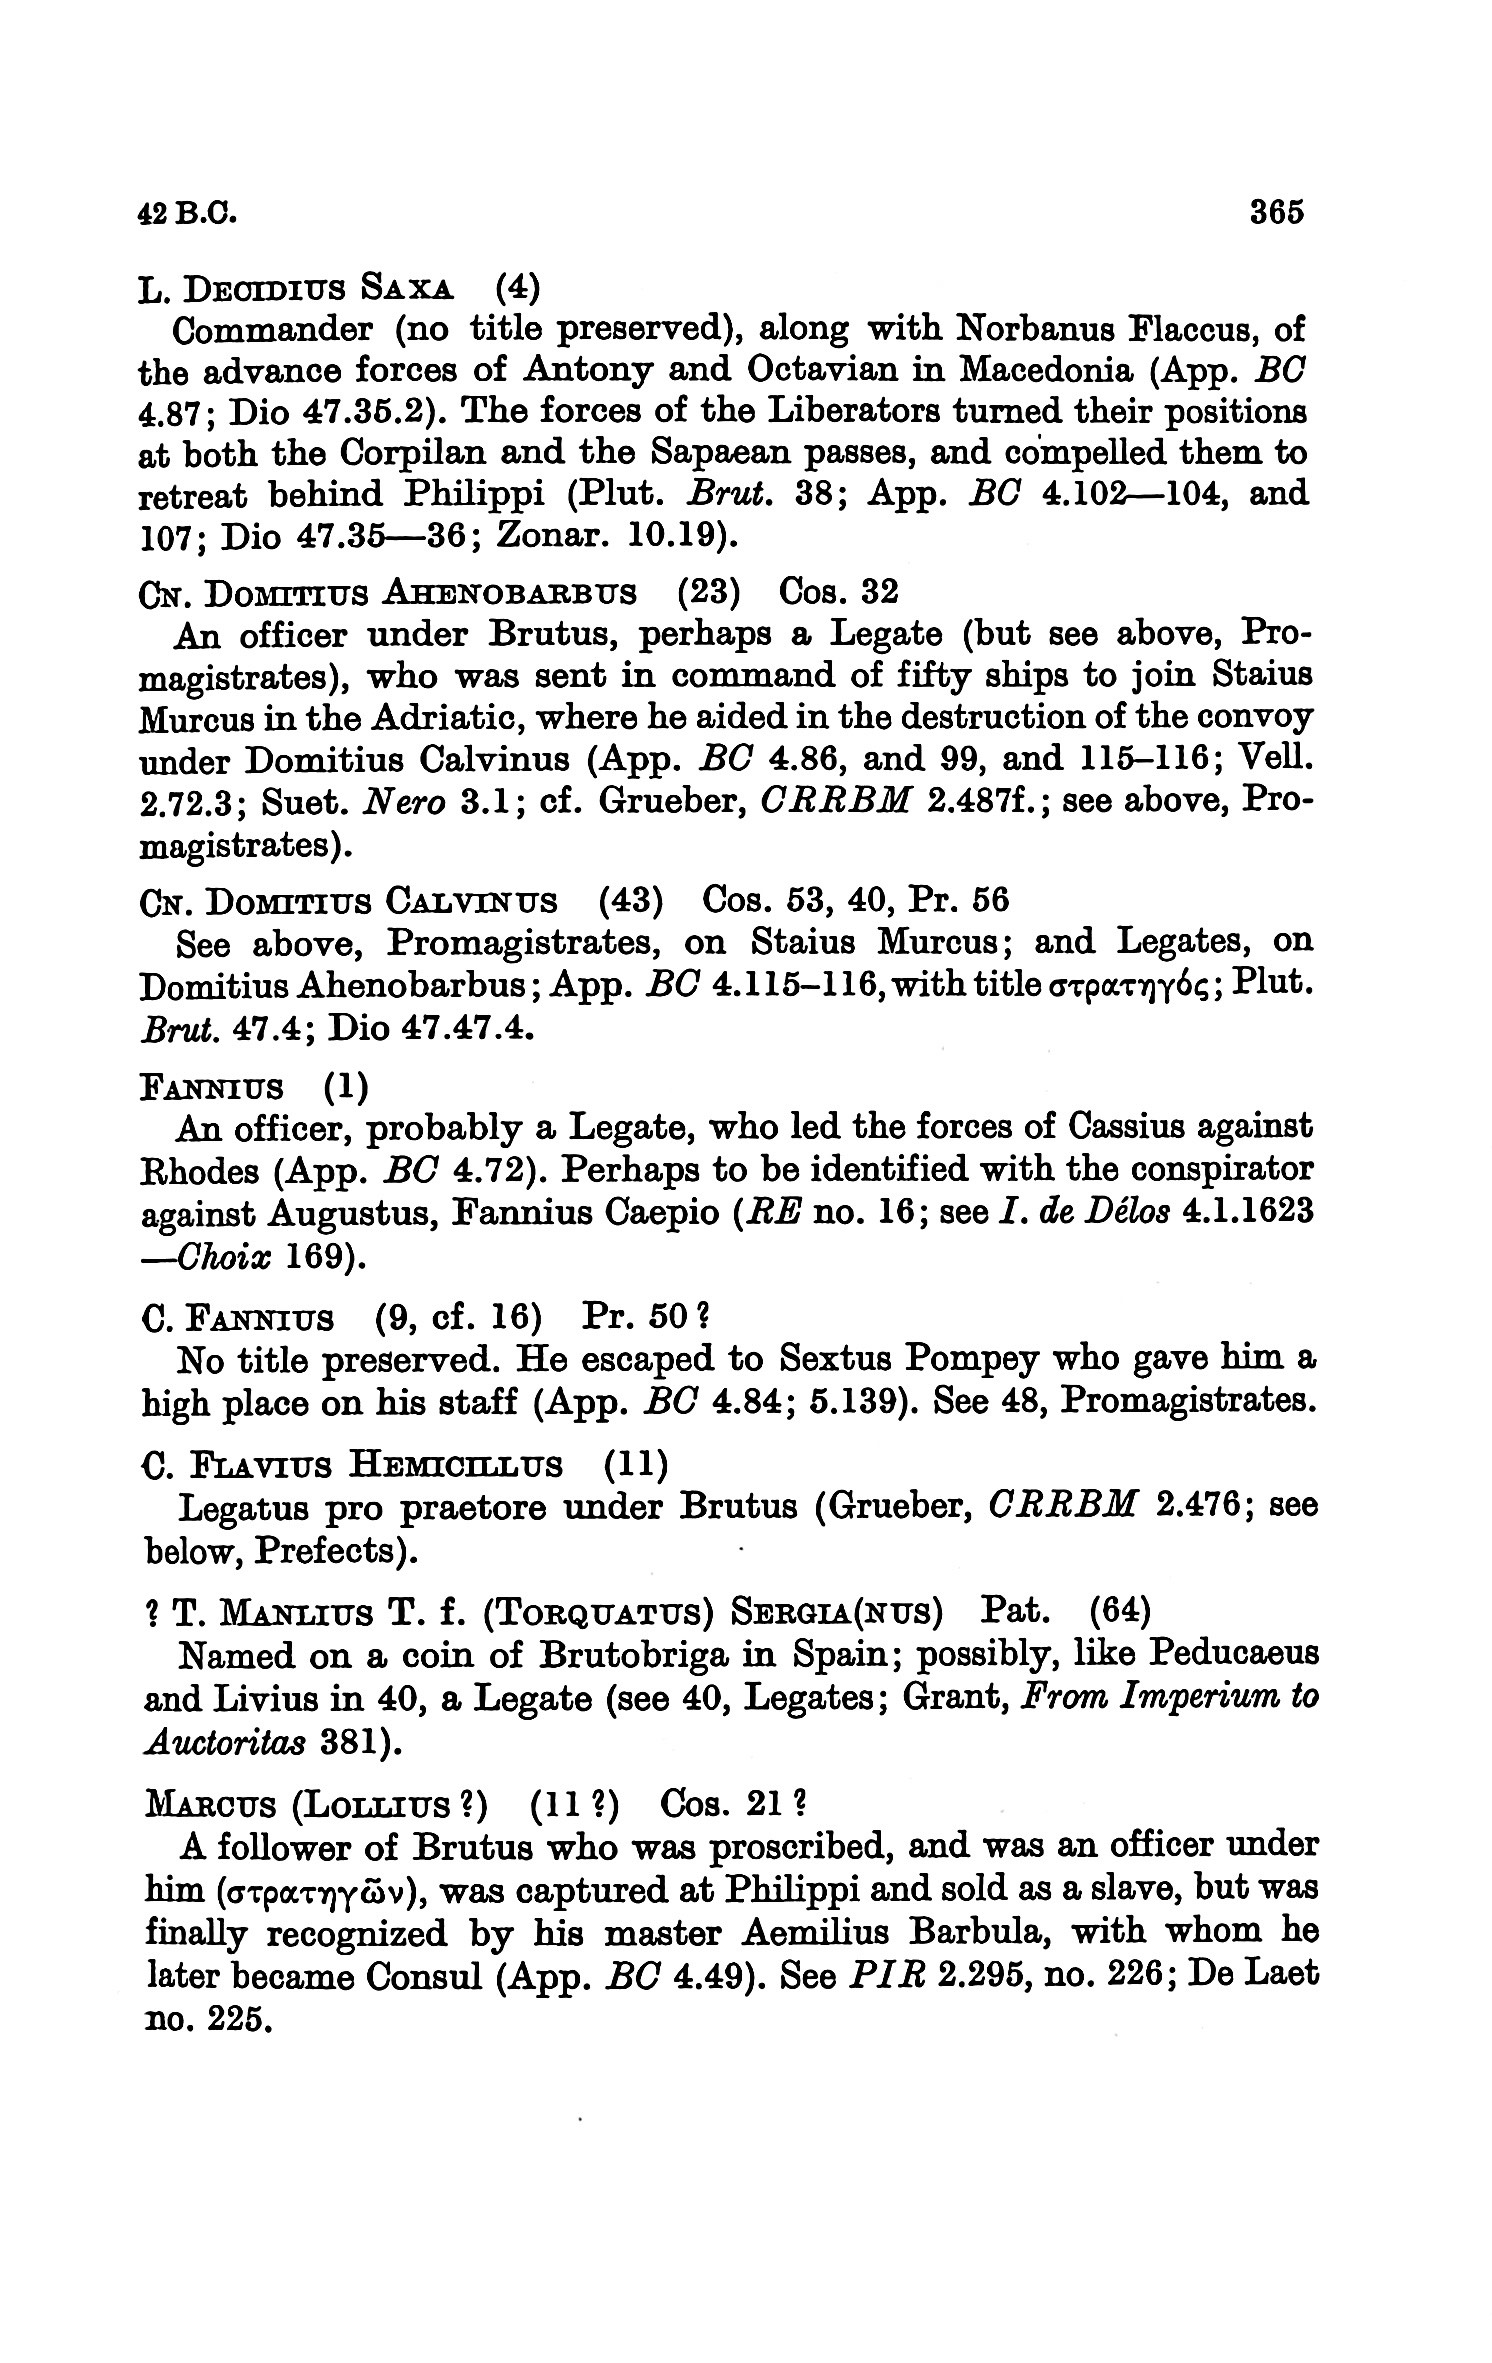 42 B.C. 365
L. DECIDIUS SAXA (4)
Commander (no title preserved), along with Norbanus Flaccus, of
the advance forces of Antony and Octavian in Macedonia (App. BC
4.87; Dio 47.35.2). The forces of the Liberators turned their positions
at both the Corpilan and the Sapaean passes, and compelled them to
retreat behind Philippi (Plut. Brut. 38; App. BC 4.102—104, and
107; Dio 47.35—36; Zonar. 10.19).
CN. DOMITIUS AHENOBARBUS (23) Cos. 32
An officer under Brutus, perhaps a Legate (but see above, Pro-
magistrates), who was sent in command of fifty ships to join Staius
Murcus in the Adriatic, where he aided in the destruction of the convoy
under Domitius Calvinus (App. BC 4.86, and 99, and 115–116; Vell.
2.72.3; Suet. Nero 3.1; cf. Grueber, CRRBM 2.487f.; see above, Pro-
magistrates).
CN. DOMITIUS CALVINUS (43) Cos. 53, 40, Pr. 56
See above, Promagistrates, on Staius Murcus; and Legates, on
Domitius Ahenobarbus; App. BC 4.115–116, with title στρατηγός; Plut.
Brut. 47.4; Dio 47.47.4.
FANNIUS (1)
An officer, probably a Legate, who led the forces of Cassius against
Rhodes (App. BC 4.72). Perhaps to be identified with the conspirator
against Augustus, Fannius Caepio (RE no. 16; see I. de Délos 4.1.1623
—Choix 169).
C. FANNIUS (9, cf. 16) Pr. 50?
No title preserved. He escaped to Sextus Pompey who gave him a
high place on his staff (App. BC 4.84; 5.139). See 48, Promagistrates.
C. FLAVIUS HEMICILLUS (11)
Legatus pro praetore under Brutus (Grueber, CRRBM 2.476; see
below, Prefects).
? T. MANLIUS T. f. (TORQUATUS) SERGIA(NUS) Pat. (64)
Named on a coin of Brutobriga in Spain; possibly, like Peducaeus
and Livius in 40, a Legate (see 40, Legates; Grant, From Imperium to
Auctoritas 381).
MARCUS (LOLLIUS?) (11?) Cos. 21?
A follower of Brutus who was proscribed, and was an officer under
him (στρατηγῶν), was captured at Philippi and sold as a slave, but was
finally recognized by his master Aemilius Barbula, with whom he
later became Consul (App. BC 4.49). See PIR 2.295, no. 226; De Laet
no. 225.